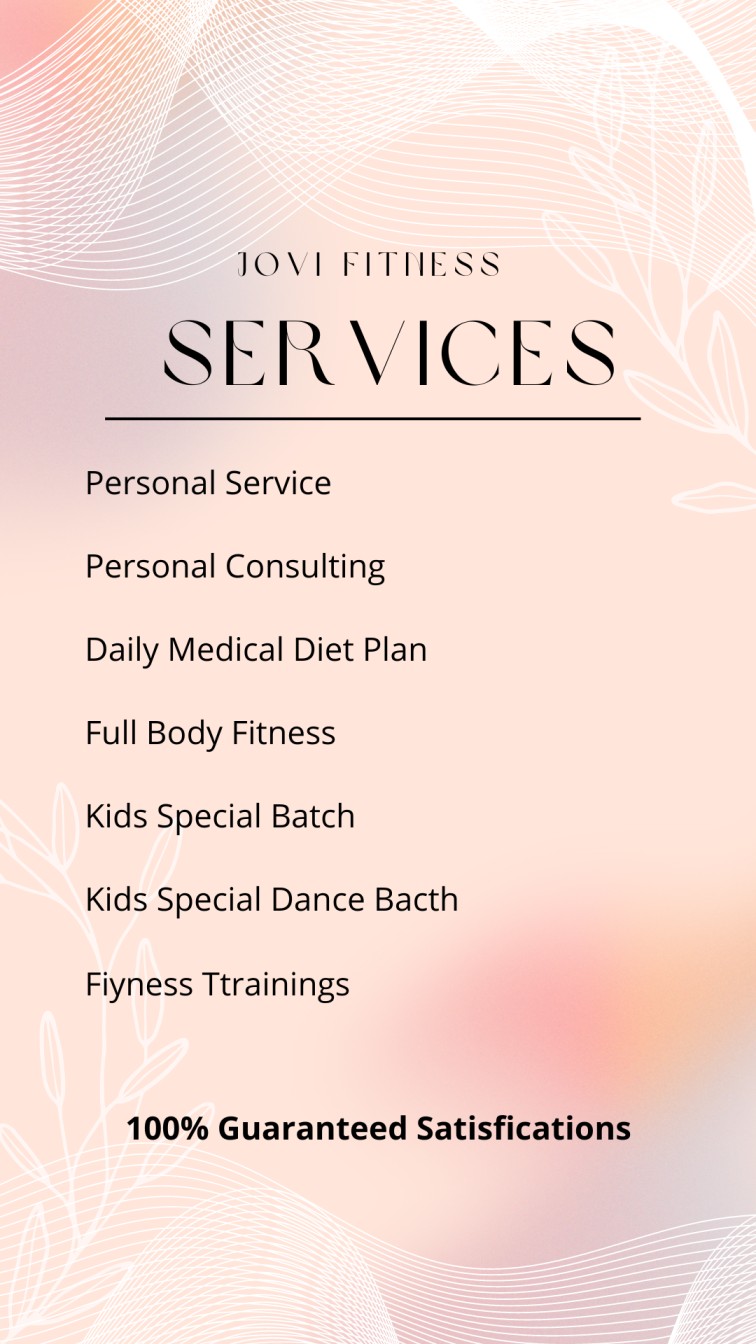 JOVI FITNESS
SERVICES
Personal Service
Personal Consulting
Daily Medical Diet Plan
Full Body Fitness
Kids Special Batch
Kids Special Dance Bacth
Fiyness Ttrainings
100% Guaranteed Satisfications